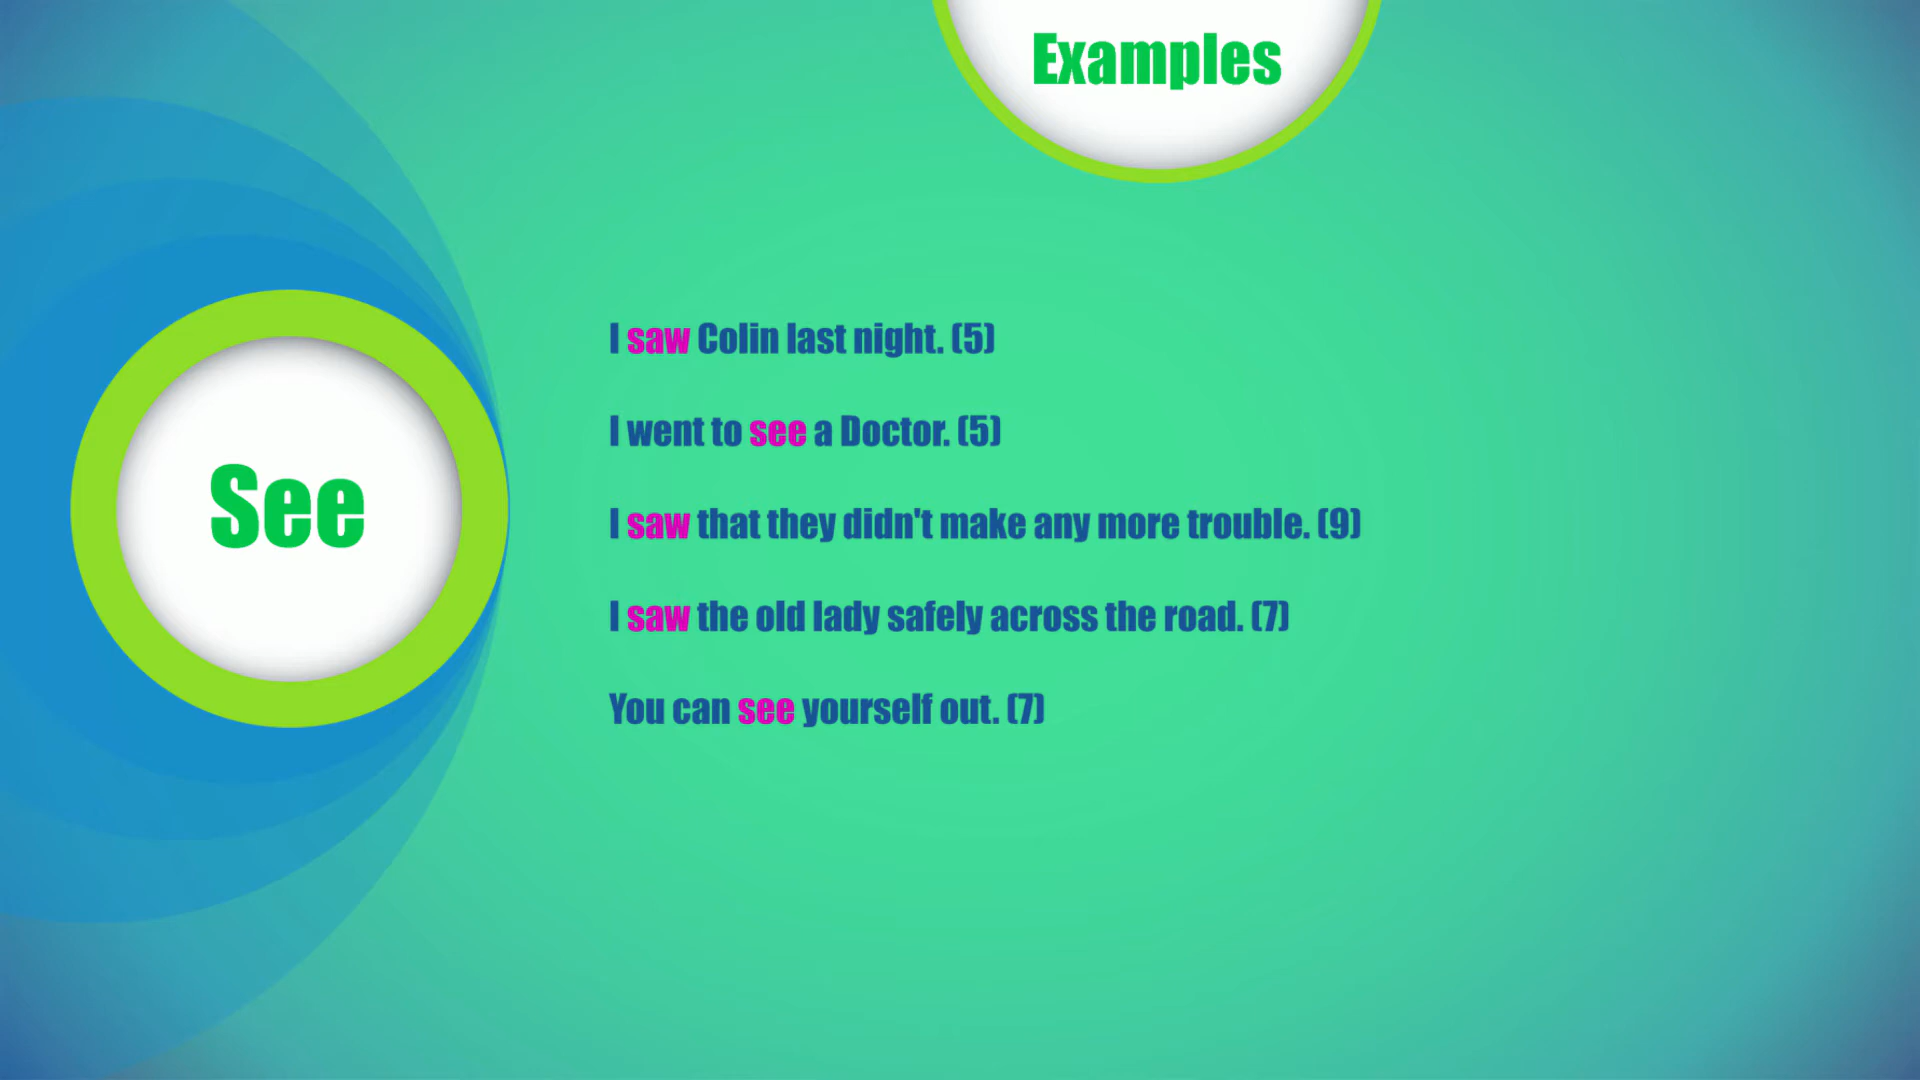 Examples
See
I saw Colin last night. (5)
I went to see a Doctor. (5)
I saw that they didn't make any more trouble. (9)
I saw the old lady safely across the road. (7)
You can see yourself out. (7)